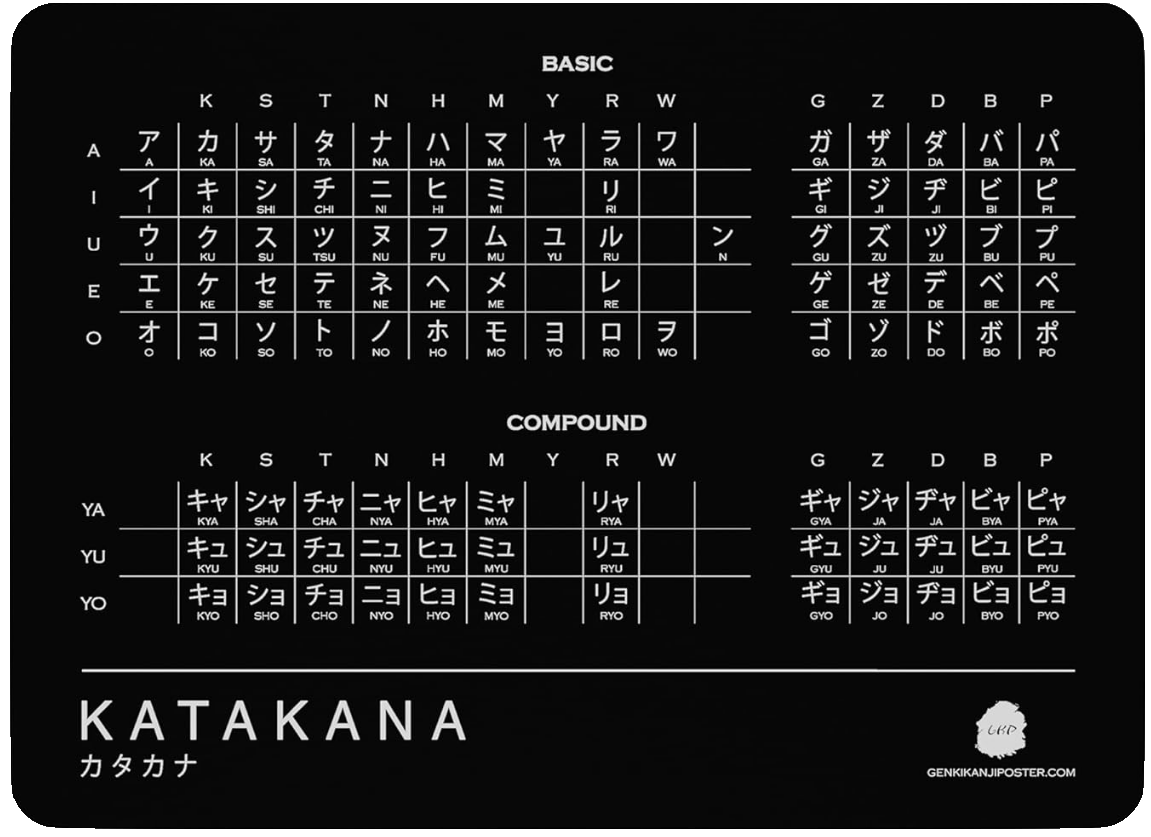 BASIC
K S T N H M Y R W G Z D B P
A ア カ サ タ ナ ハ マ ヤ ラ ワ ガ ザ ダ バ パ
A KA SA TA NA HA MA YA RA WA GA ZA DA BA PA
I イ キ シ チ ニ ヒ ミ リ ギ ジ ヂ ビ ピ
I KI SHI CHI NI HI MI RI GI JI JI BI PI
U ウ ク ス ツ ヌ フ ム ユ ル ン グ ズ ヅ ブ プ
U KU SU TSU NU FU MU YU RU N GU ZU ZU BU PU
E エ ケ セ テ ネ ヘ メ レ ゲ ゼ デ ベ ペ
E KE SE TE NE HE ME RE GE ZE DE BE PE
O オ コ ソ ト ノ ホ モ ヨ ロ ヲ ゴ ゾ ド ボ ポ
O KO SO TO NO HO MO YO RO WO GO ZO DO BO PO
COMPOUND
K S T N H M Y R W G Z D B P
YA キャ シャ チャ ニャ ヒャ ミャ リャ ギャ ジャ ヂャ ビャ ピャ
KYA SHA CHA NYA HYA MYA RYA GYA JA JA BYA PYA
YU キュ シュ チュ ニュ ヒュ ミュ リュ ギュ ジュ ヂュ ビュ ピュ
KYU SHU CHU NYU HYU MYU RYU GYU JU JU BYU PYU
YO キョ ショ チョ ニョ ヒョ ミョ リョ ギョ ジョ ヂョ ビョ ピョ
KYO SHO CHO NYO HYO MYO RYO GYO JO JO BYO PYO
KATAKANA
カタカナ
GKP
GENKIKANJIPOSTER.COM